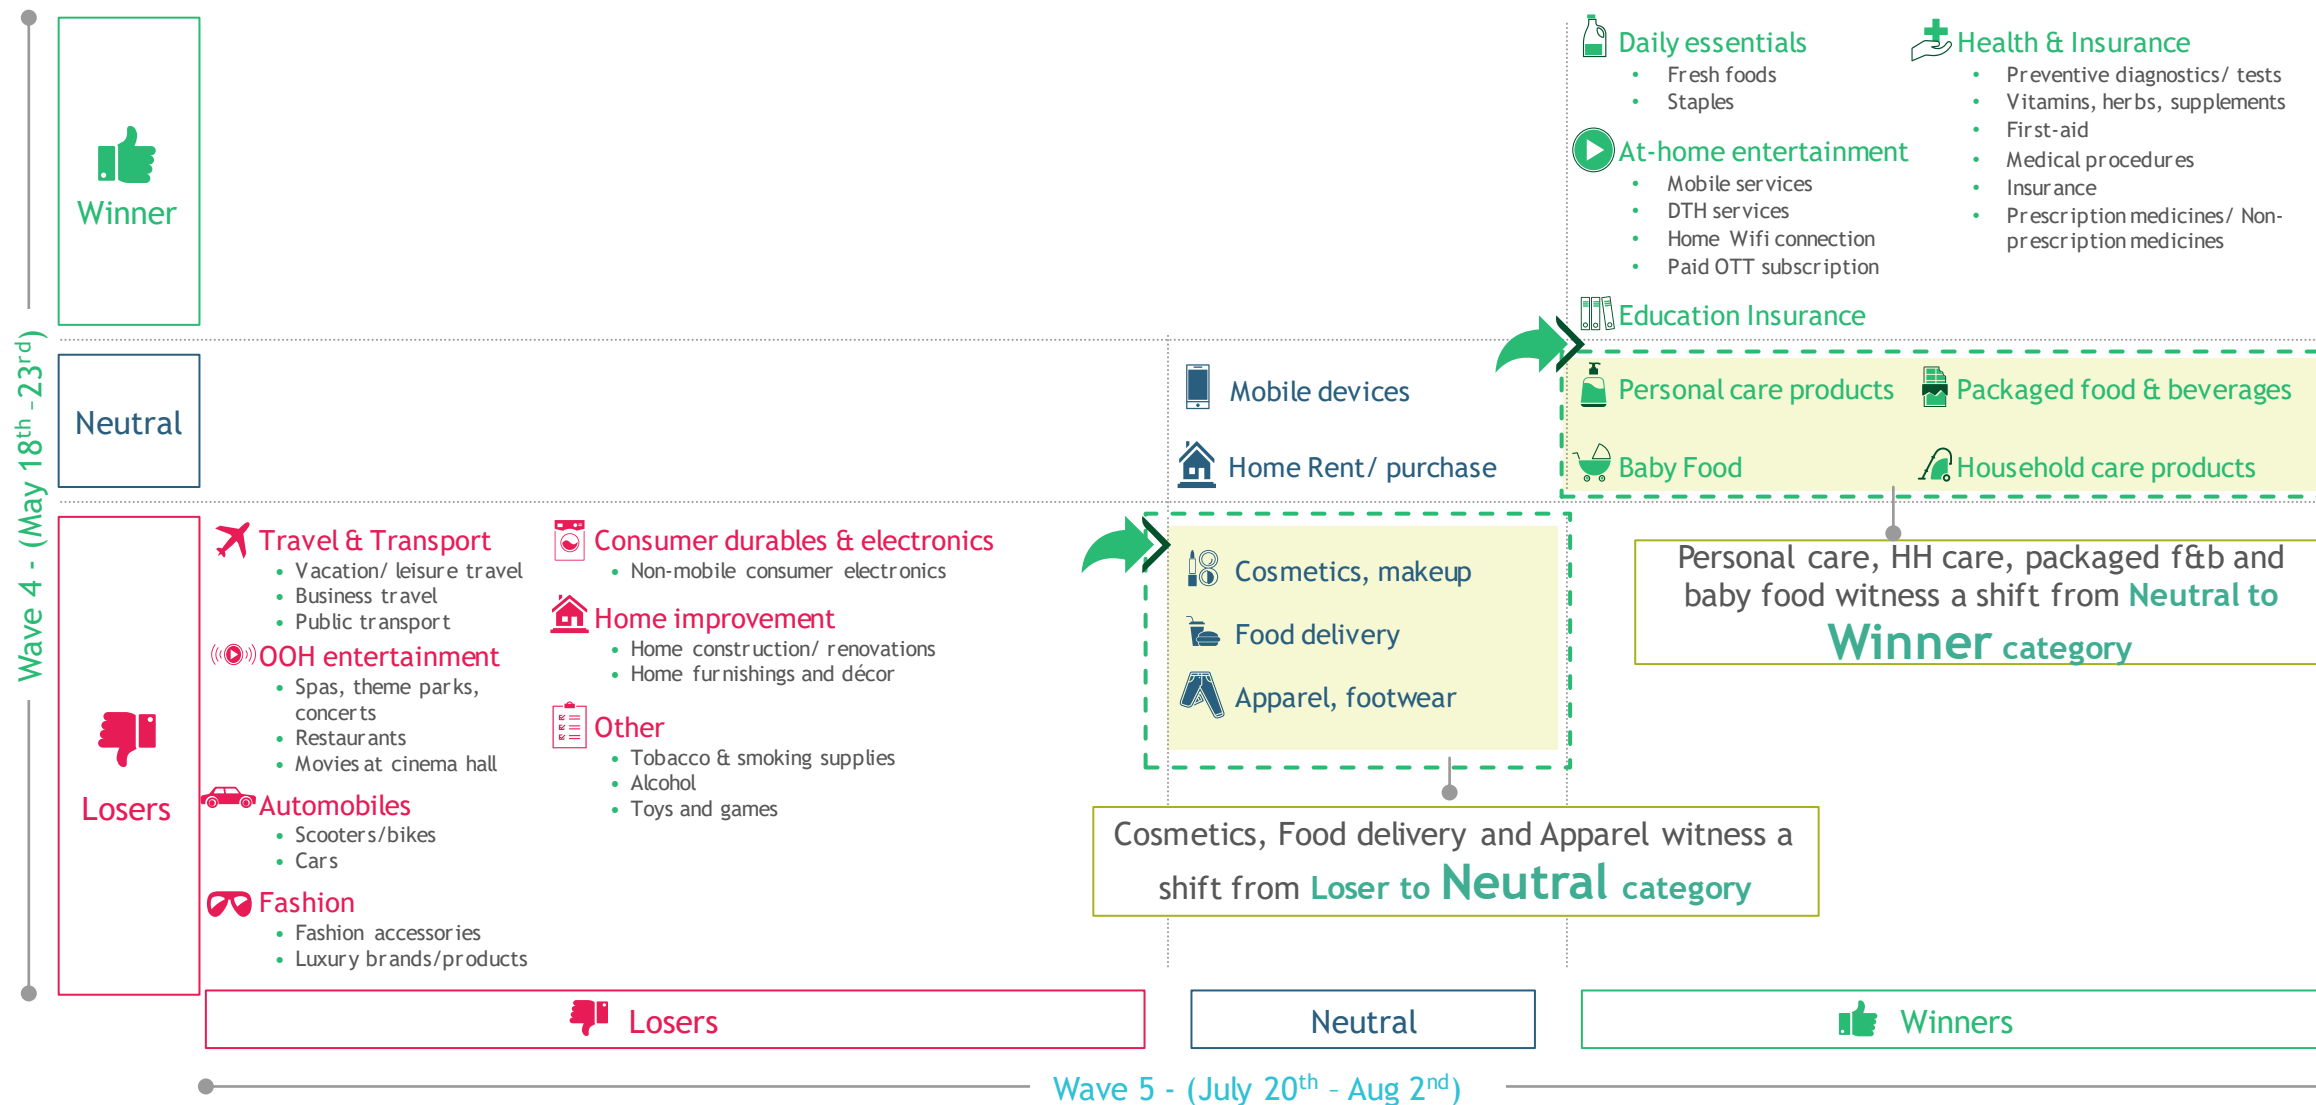 Wave 4 - (May 18th -23rd)
Winner
Daily essentials
• Fresh foods
• Staples
At-home entertainment
• Mobile services
• DTH services
• Home Wifi connection
• Paid OTT subscription
Education Insurance
Health & Insurance
• Preventive diagnostics/ tests
• Vitamins, herbs, supplements
• First-aid
• Medical procedures
• Insurance
• Prescription medicines/ Non-
prescription medicines
Neutral
Mobile devices
Home Rent/ purchase
Personal care products
Packaged food & beverages
Baby Food
Household care products
Personal care, HH care, packaged f&b and
baby food witness a shift from Neutral to
Winner category
Losers
Travel & Transport
• Vacation/ leisure travel
• Business travel
• Public transport
OOH entertainment
• Spas, theme parks,
concerts
• Restaurants
• Movies at cinema hall
Automobiles
• Scooters/bikes
• Cars
Fashion
• Fashion accessories
• Luxury brands/products
Consumer durables & electronics
• Non-mobile consumer electronics
Home improvement
• Home construction/ renovations
• Home furnishings and décor
Other
• Tobacco & smoking supplies
• Alcohol
• Toys and games
Cosmetics, makeup
Food delivery
Apparel, footwear
Cosmetics, Food delivery and Apparel witness a
shift from Loser to Neutral category
Losers
Neutral
Winners
Wave 5 - (July 20th - Aug 2nd)